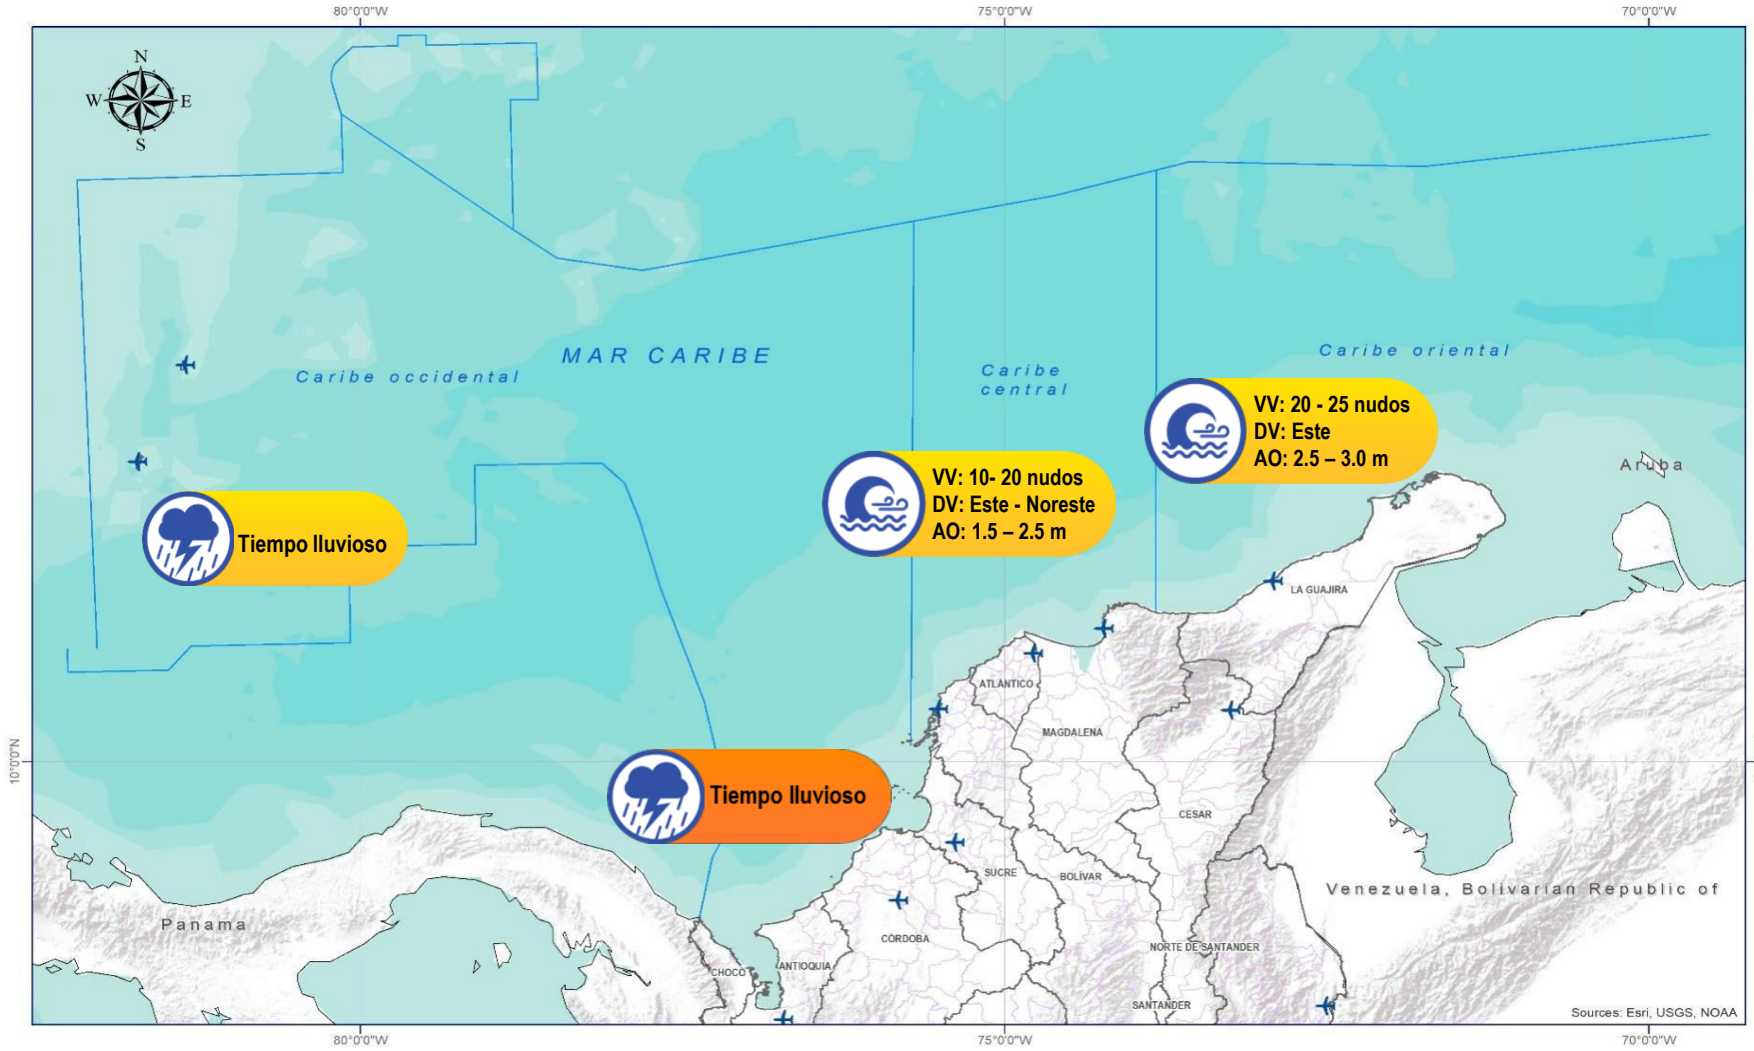 80°0'0"W
75°0'0"W
70°0'0"W
N
W
E
S
MAR CARIBE
Caribe occidental
Caribe
central
Caribe oriental
VV: 20 - 25 nudos
DV: Este
AO: 2.5 – 3.0 m
VV: 10- 20 nudos
DV: Este - Noreste
AO: 1.5 – 2.5 m
Aruba
Tiempo lluvioso
LA GUAJIRA
ATLÁNTICO
MAGDALENA
10°0'0"N
Tiempo lluvioso
CESAR
SUCRE
BOLÍVAR
Venezuela, Bolivarian Republic of
Panama
CÓRDOBA
NORTE DE SANTANDER
CHOCÓ
ANTIOQUIA
SANTANDER
Sources: Esri, USGS, NOAA
80°0'0"W
75°0'0"W
70°0'0"W